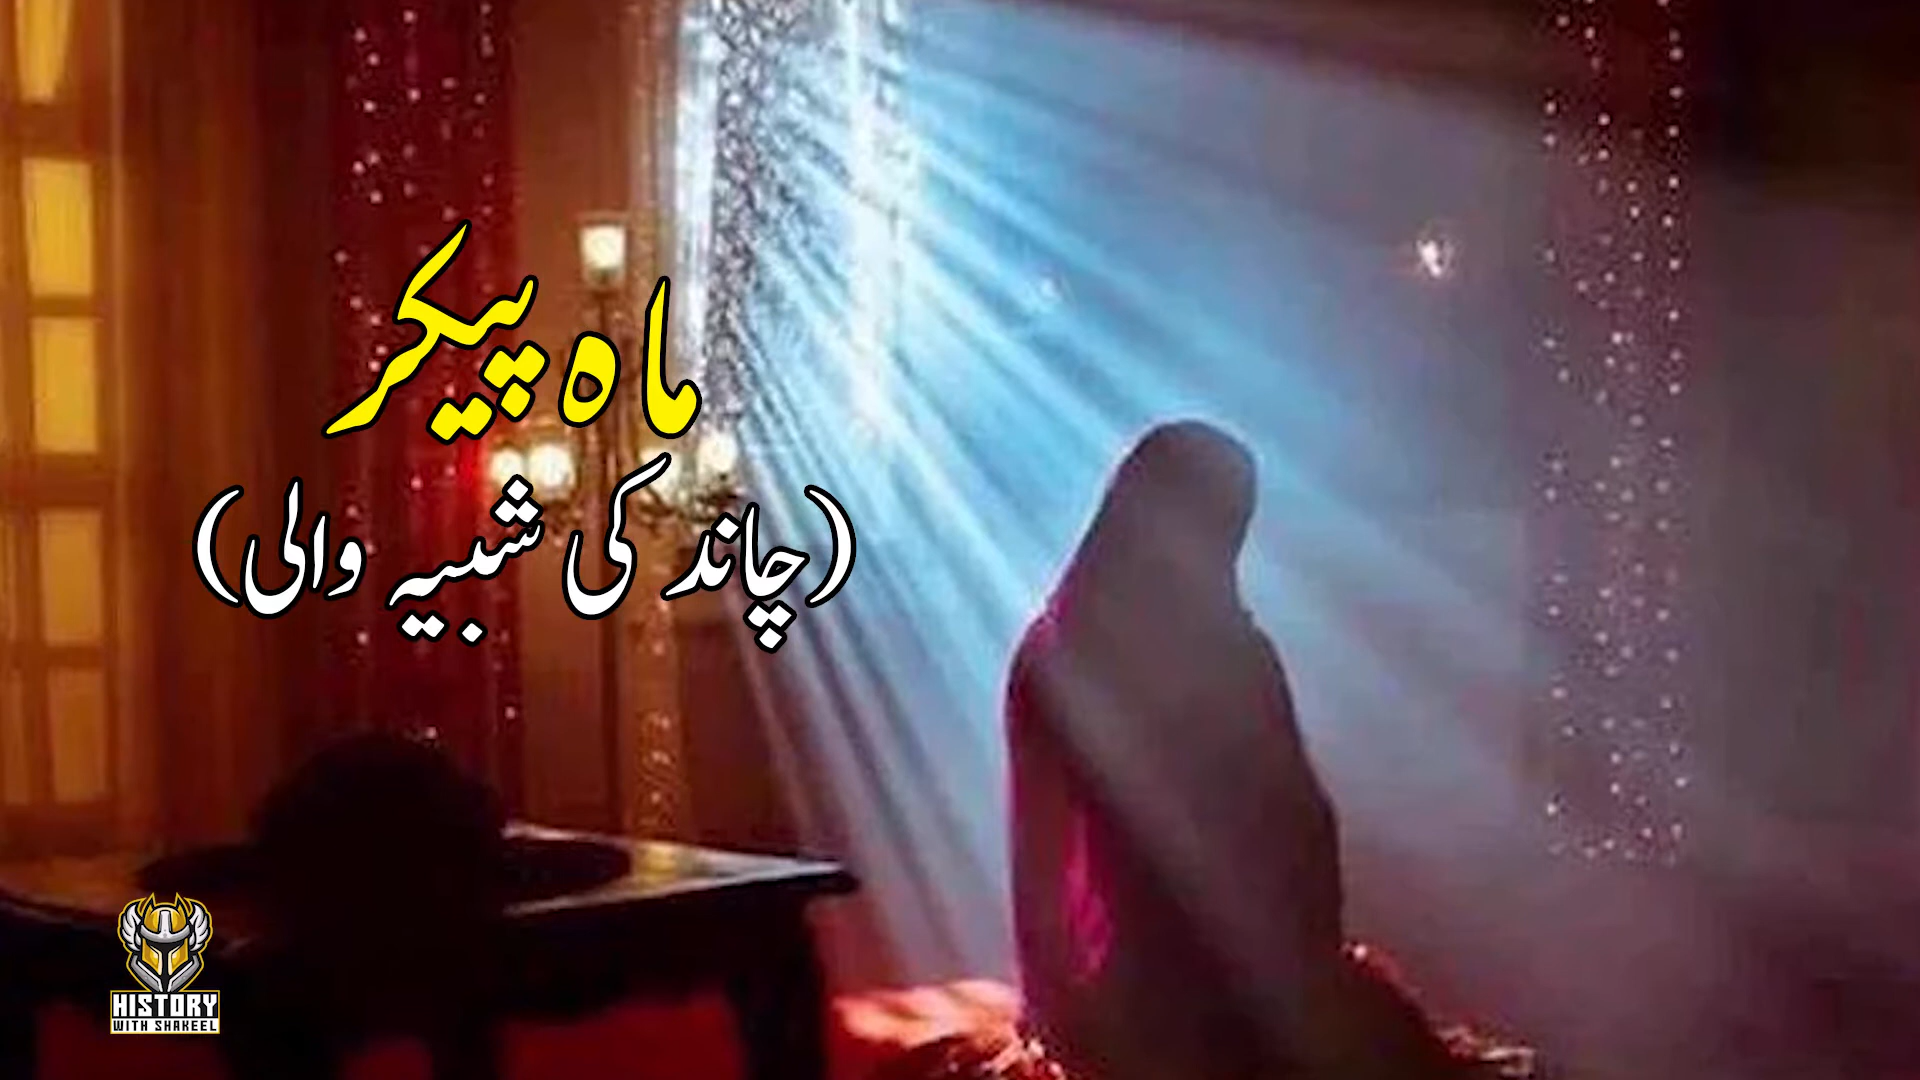 ماہ پیکر
(چاند کی شبیہ والی)
HISTORY
WITH SHAKEEL